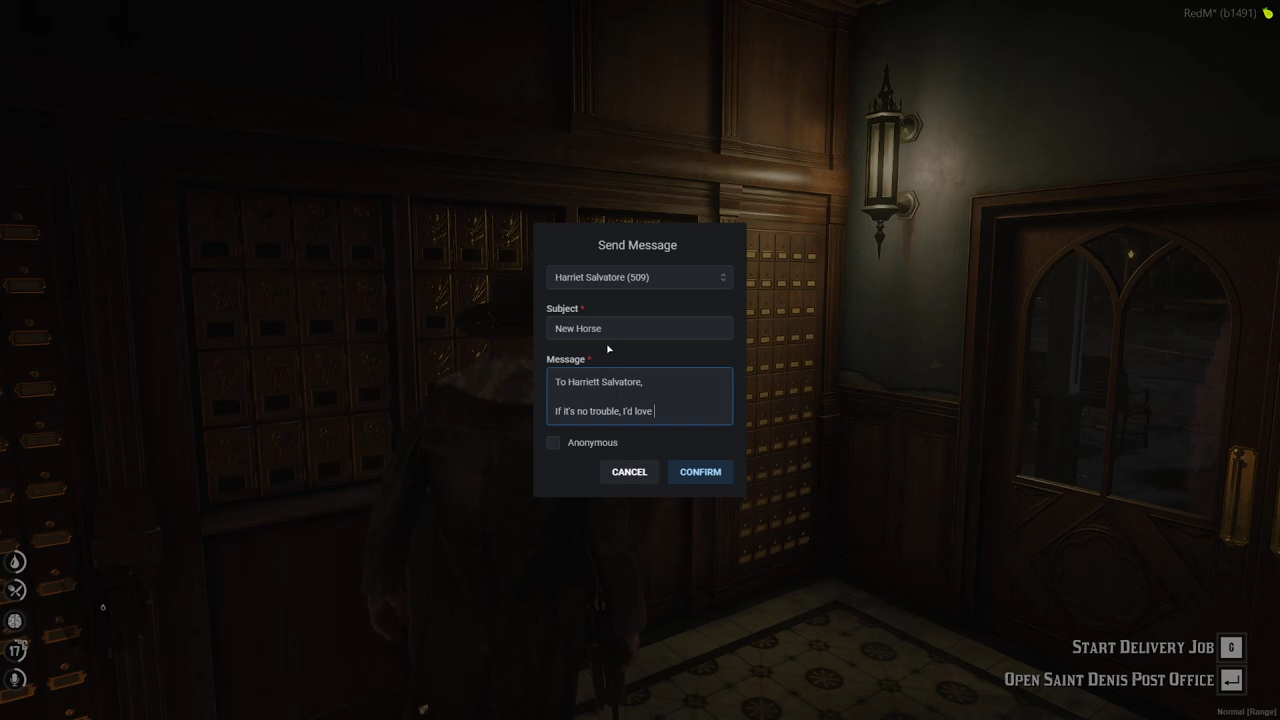 RedM* (b1491)
Send Message
Harriet Salvatore (509)
Subject *
New Horse
Message *
To Harriett Salvatore,
If it's no trouble, I'd love
Anonymous
CANCEL
CONFIRM
17
START DELIVERY JOB G
OPEN SAINT DENIS POST OFFICE
Normal [Range]